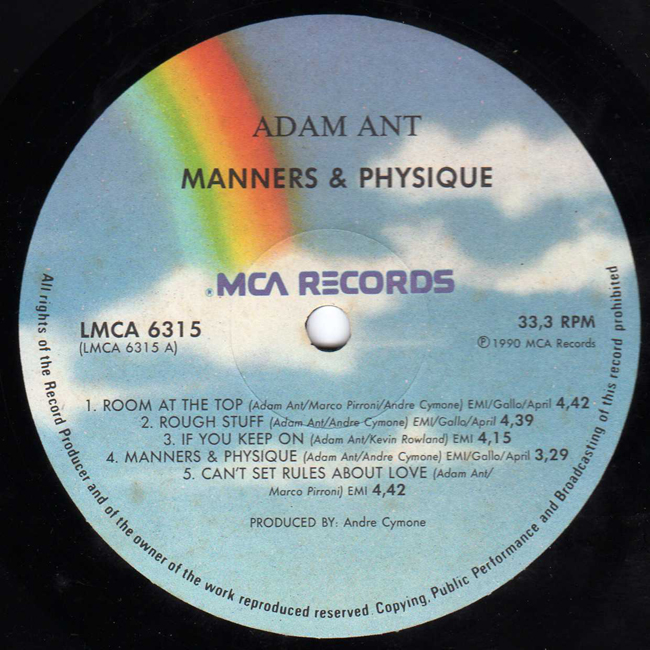 ADAM ANT
MANNERS & PHYSIQUE
®MCA RECORDS
LMCA 6315
(LMCA 6315 A)
33,3 RPM
℗ 1990 MCA Records
1. ROOM AT THE TOP (Adam Ant/Marco Pirroni/Andre Cymone) EMI/Gallo/April 4,42
2. ROUGH STUFF (Adam Ant/Andre Cymone) EMI/Gallo/April 4,39
3. IF YOU KEEP ON (Adam Ant/Kevin Rowland) EMI 4,15
4. MANNERS & PHYSIQUE (Adam Ant/Andre Cymone) EMI/Gallo/April 3,29
5. CAN'T SET RULES ABOUT LOVE (Adam Ant/
Marco Pirroni) EMI 4,42
PRODUCED BY: Andre Cymone
All rights of the Record Producer and of the owner of the work reproduced reserved. Copying, Public Performance and Broadcasting of this record prohibited